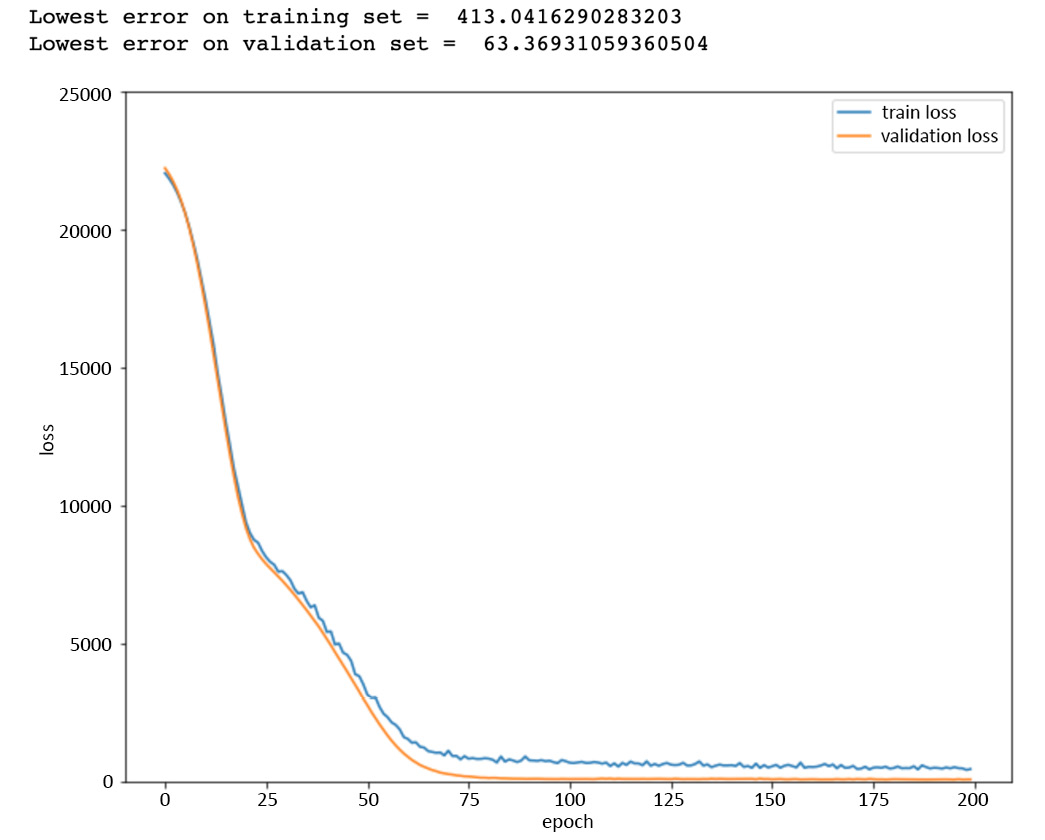 Lowest error on training set =  413.0416290283203
Lowest error on validation set =  63.36931059360504
25000
20000
15000
10000
5000
0
loss
train loss
validation loss
0 25 50 75 100 125 150 175 200
epoch